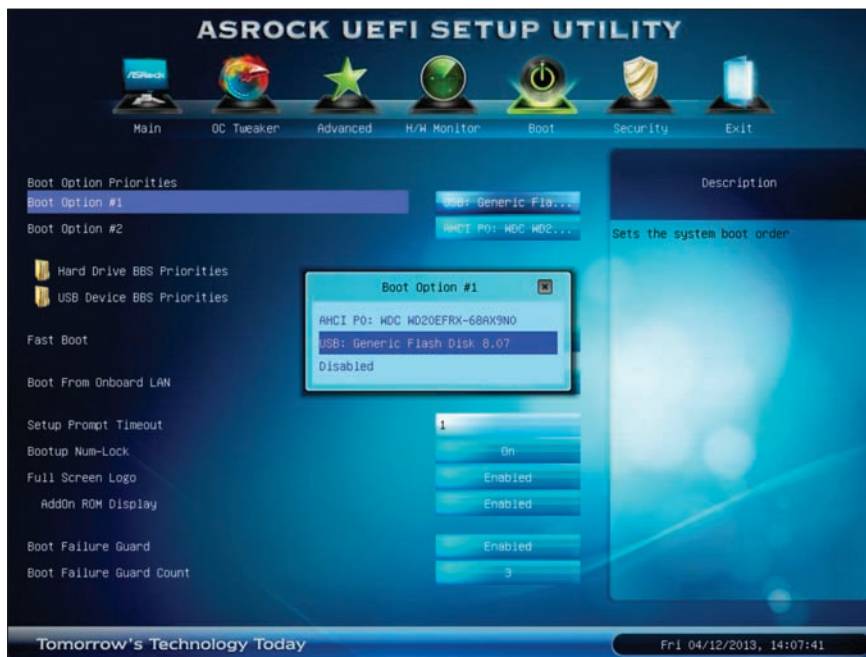 ASROCK UEFI SETUP UTILITY
ASRock
Main OC Tweaker Advanced H/W Monitor Boot Security Exit
Boot Option Priorities
Boot Option #1 USB: Generic Fla...
Boot Option #2 AHCI P0: WDC WD2...
Hard Drive BBS Priorities
USB Device BBS Priorities
Fast Boot
Boot From Onboard LAN
Setup Prompt Timeout 1
Bootup Num-Lock On
Full Screen Logo Enabled
AddOn ROM Display Enabled
Boot Failure Guard Enabled
Boot Failure Guard Count 3
Boot Option #1
AHCI P0: WDC WD20EFRX-68AX9N0
USB: Generic Flash Disk 8.07
Disabled
Description
Sets the system boot order
Tomorrow's Technology Today
Fri 04/12/2013, 14:07:41